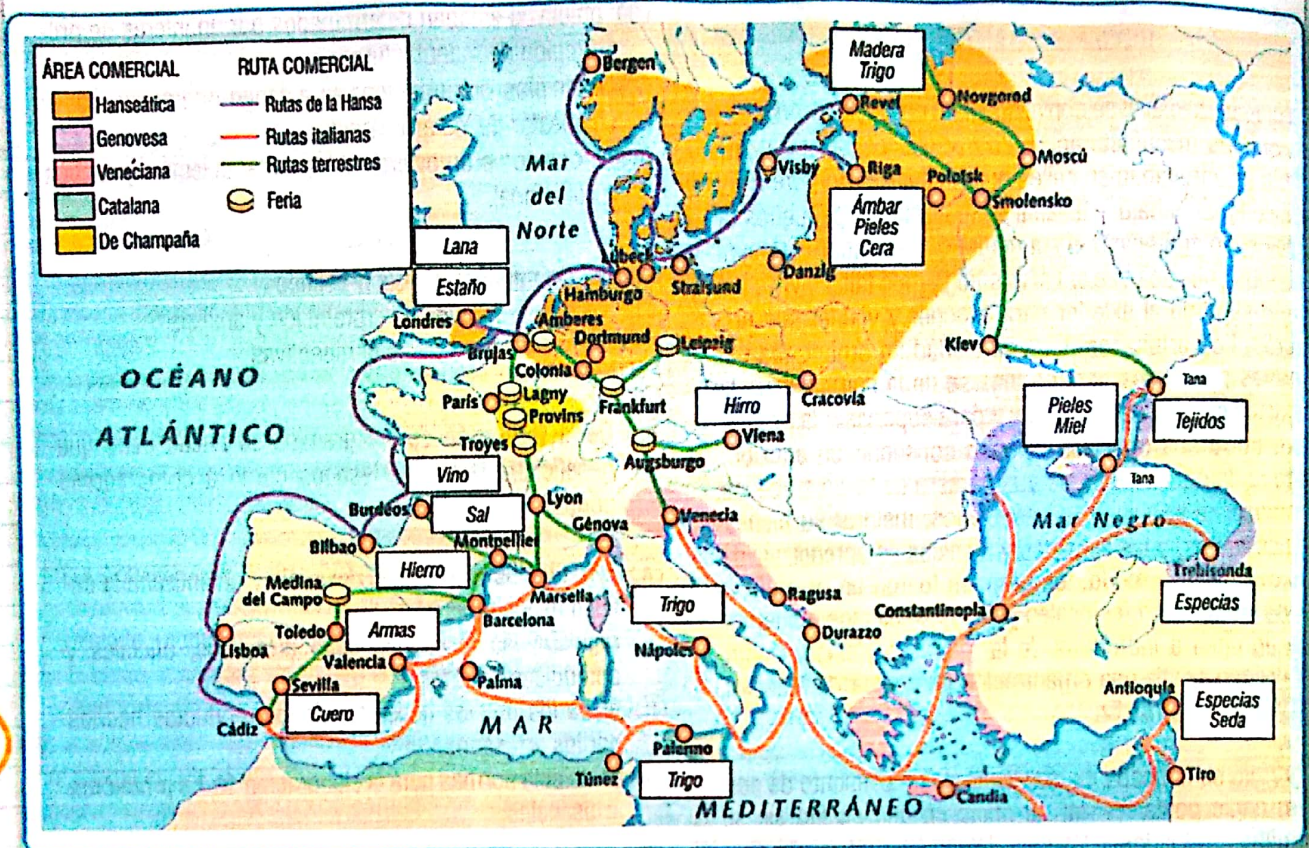 ÁREA COMERCIAL
Hanseática
Genovesa
Veneciana
Catalana
De Champaña
RUTA COMERCIAL
Rutas de la Hansa
Rutas italianas
Rutas terrestres
Feria
Bergen
Mar
del
Norte
Madera
Trigo
Revel
Novgorod
Visby
Riga
Moscú
Polotsk
Smolensko
Ámbar
Pieles
Cera
Lana
Estaño
Londres
Lübeck
Hamburgo
Stralsund
Danzig
Amberes
Brujas
Dortmund
Colonia
Leipzig
Kiev
OCÉANO
ATLÁNTICO
París
Lagny
Provins
Troyes
Frankfurt
Hirro
Cracovia
Viena
Augsburgo
Pieles
Miel
Tana
Tejidos
Tana
Vino
Burdeos
Sal
Lyon
Génova
Venecia
Mar Negro
Bilbao
Montpellier
Hierro
Marsella
Trebisonda
Especias
Medina
del Campo
Toledo
Armas
Barcelona
Trigo
Ragusa
Durazzo
Constantinopla
Lisboa
Valencia
Palma
Nápoles
Sevilla
Cuero
Cádiz
MAR
Palermo
Trigo
Túnez
MEDITERRÁNEO
Candia
Antioquía
Especias
Seda
Tiro